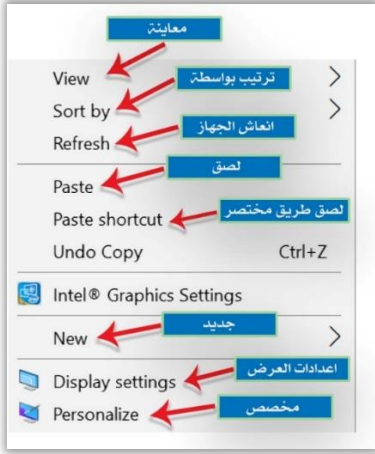 معاينة
View
ترتيب بواسطة
Sort by
انعاش الجهاز
Refresh
لصق
Paste
لصق طريق مختصر
Paste shortcut
Undo Copy Ctrl+Z
Intel® Graphics Settings
جديد
New
اعدادات العرض
Display settings
مخصص
Personalize